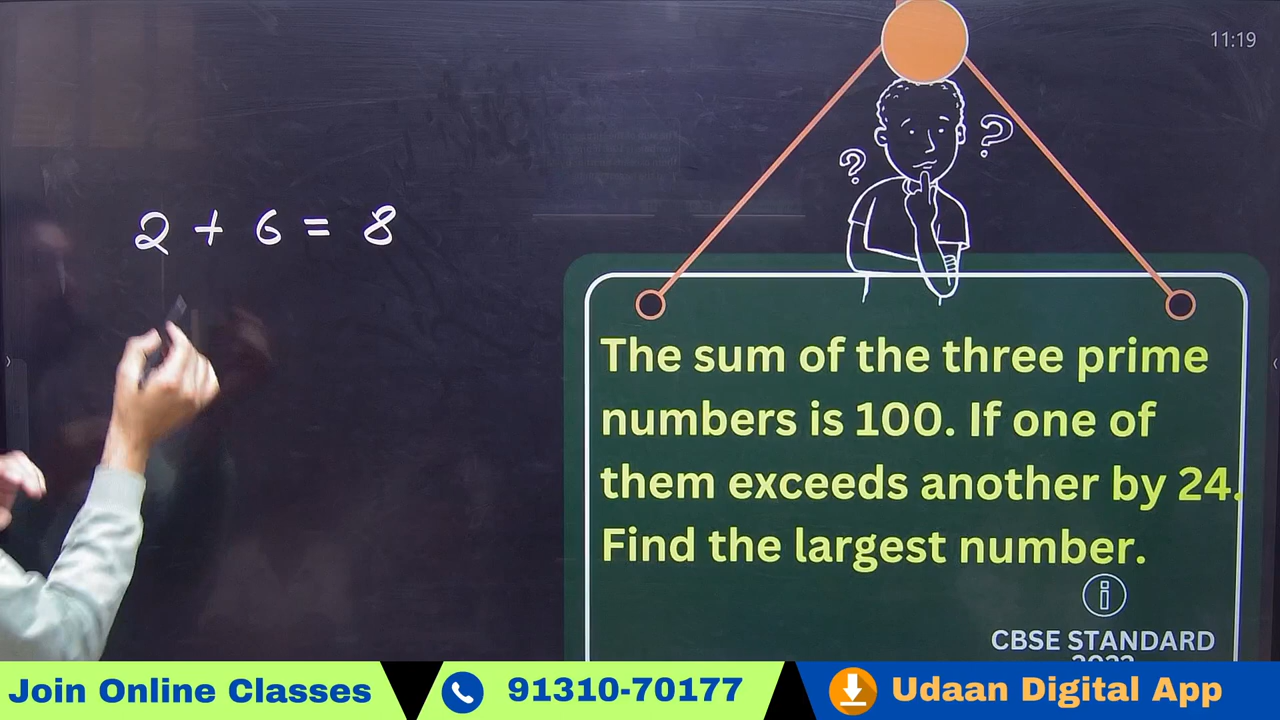 11:19
2 + 6 = 8
? ?
The sum of the three prime
numbers is 100. If one of
them exceeds another by 24.
Find the largest number.
i
CBSE STANDARD
Join Online Classes
91310-70177
Udaan Digital App